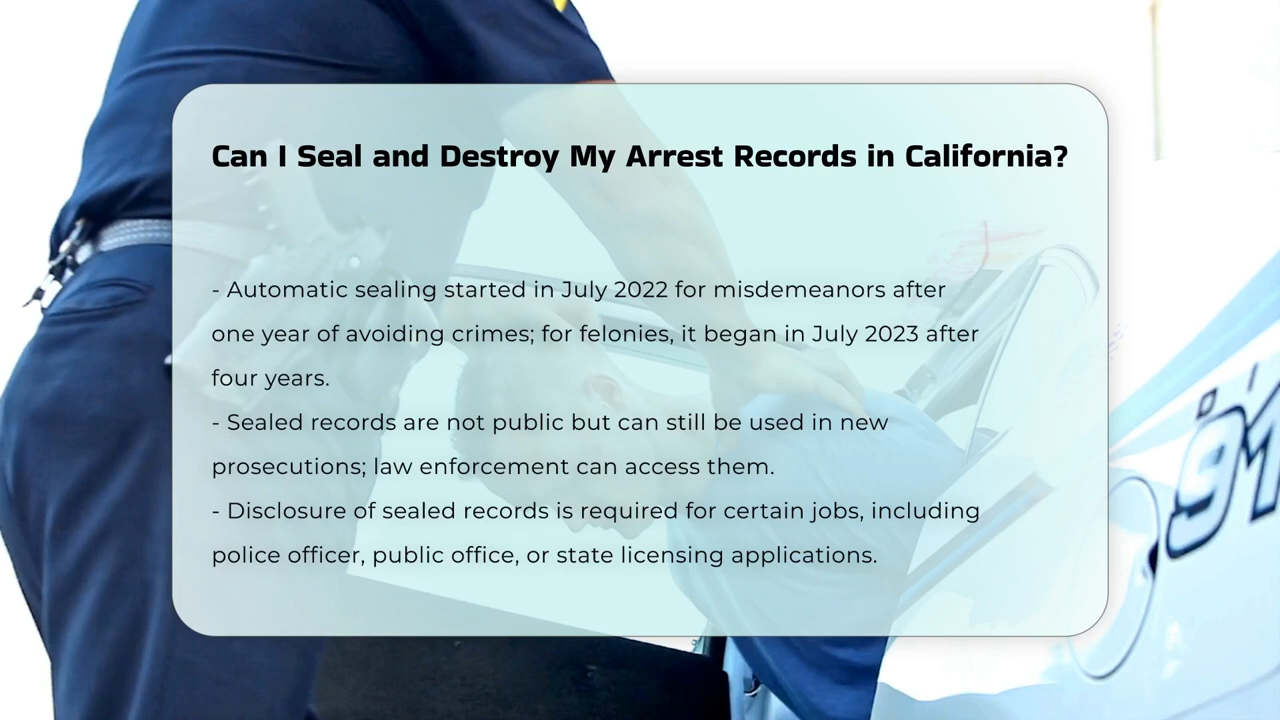 Can I Seal and Destroy My Arrest Records in California?
- Automatic sealing started in July 2022 for misdemeanors after
one year of avoiding crimes; for felonies, it began in July 2023 after
four years.
- Sealed records are not public but can still be used in new
prosecutions; law enforcement can access them.
- Disclosure of sealed records is required for certain jobs, including
police officer, public office, or state licensing applications.
91